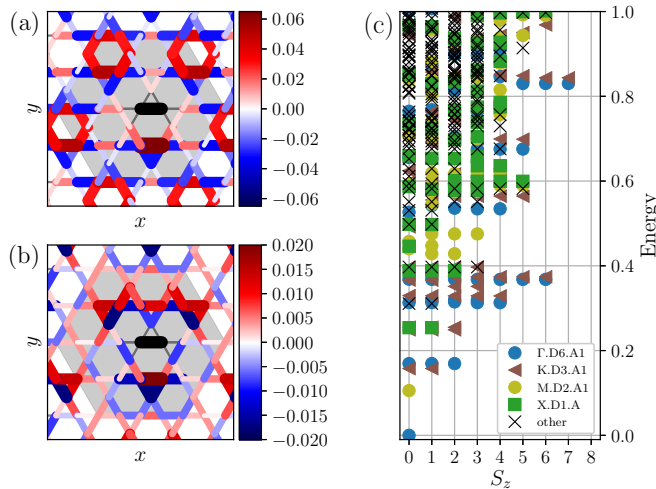 (a)
y
x
0.06
0.04
0.02
0.00
−0.02
−0.04
−0.06
(b)
y
x
0.020
0.015
0.010
0.005
0.000
−0.005
−0.010
−0.015
−0.020
(c)
1.0
0.8
0.6
0.4
0.2
0.0
Energy
Γ.D6.A1
K.D3.A1
M.D2.A1
X.D1.A
other
0 1 2 3 4 5 6 7 8
S_z